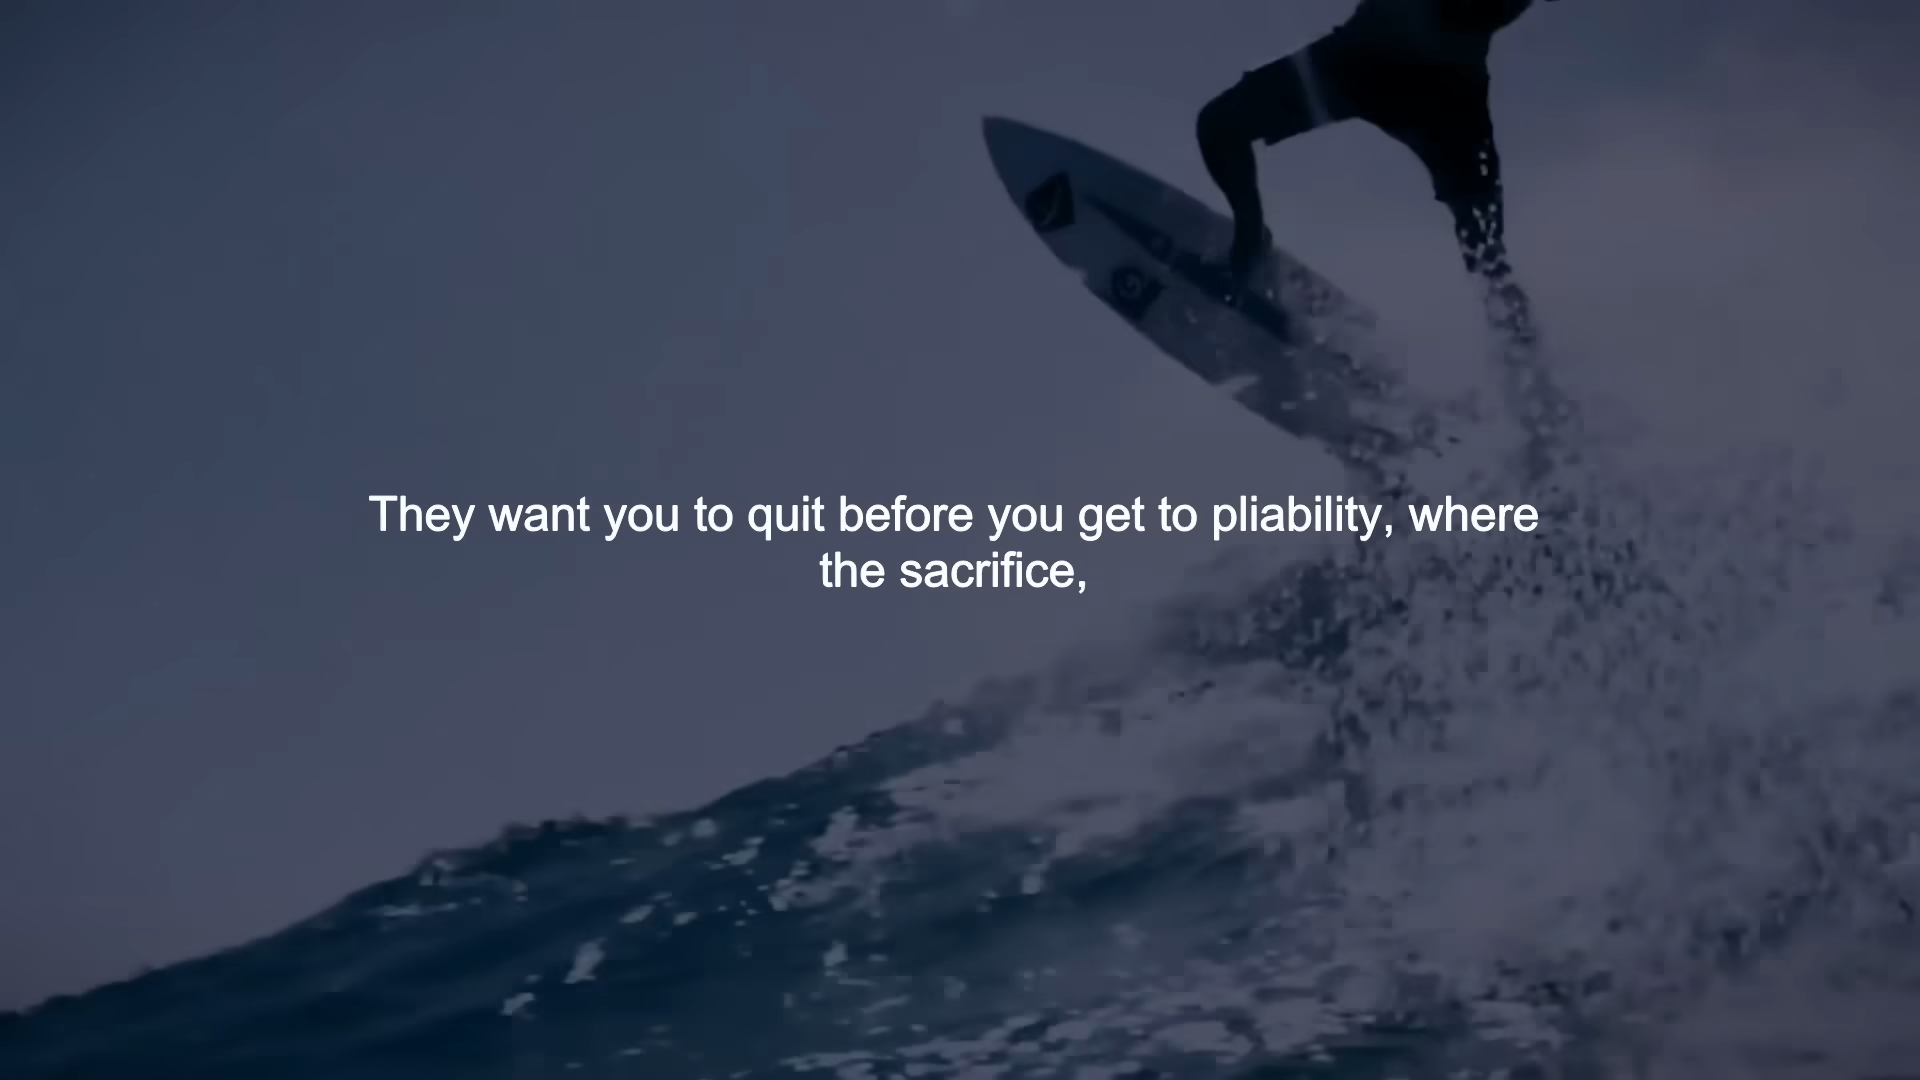 They want you to quit before you get to pliability, where
the sacrifice,